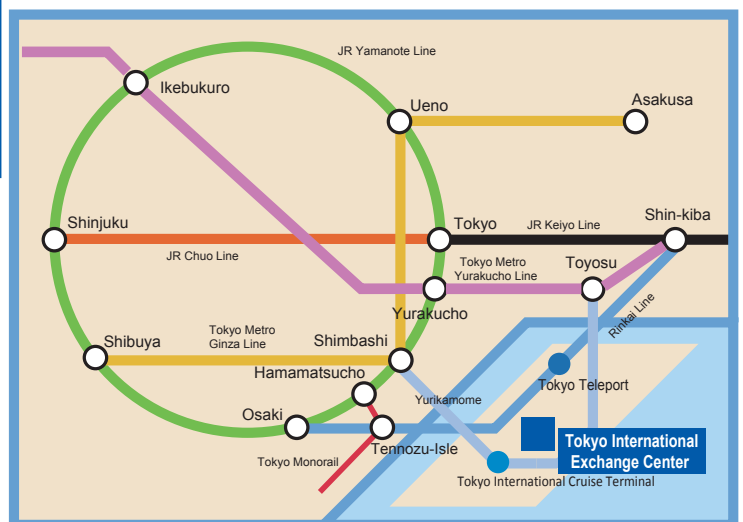 JR Yamanote Line
Ikebukuro
Ueno
Asakusa
Shinjuku
Tokyo
JR Keiyo Line
Shin-kiba
JR Chuo Line
Tokyo Metro
Yurakucho Line
Toyosu
Yurakucho
Rinkai Line
Shibuya
Tokyo Metro
Ginza Line
Shimbashi
Hamamatsucho
Tokyo Teleport
Yurikamome
Osaki
Tennozu-Isle
Tokyo Monorail
Tokyo International
Exchange Center
Tokyo International Cruise Terminal